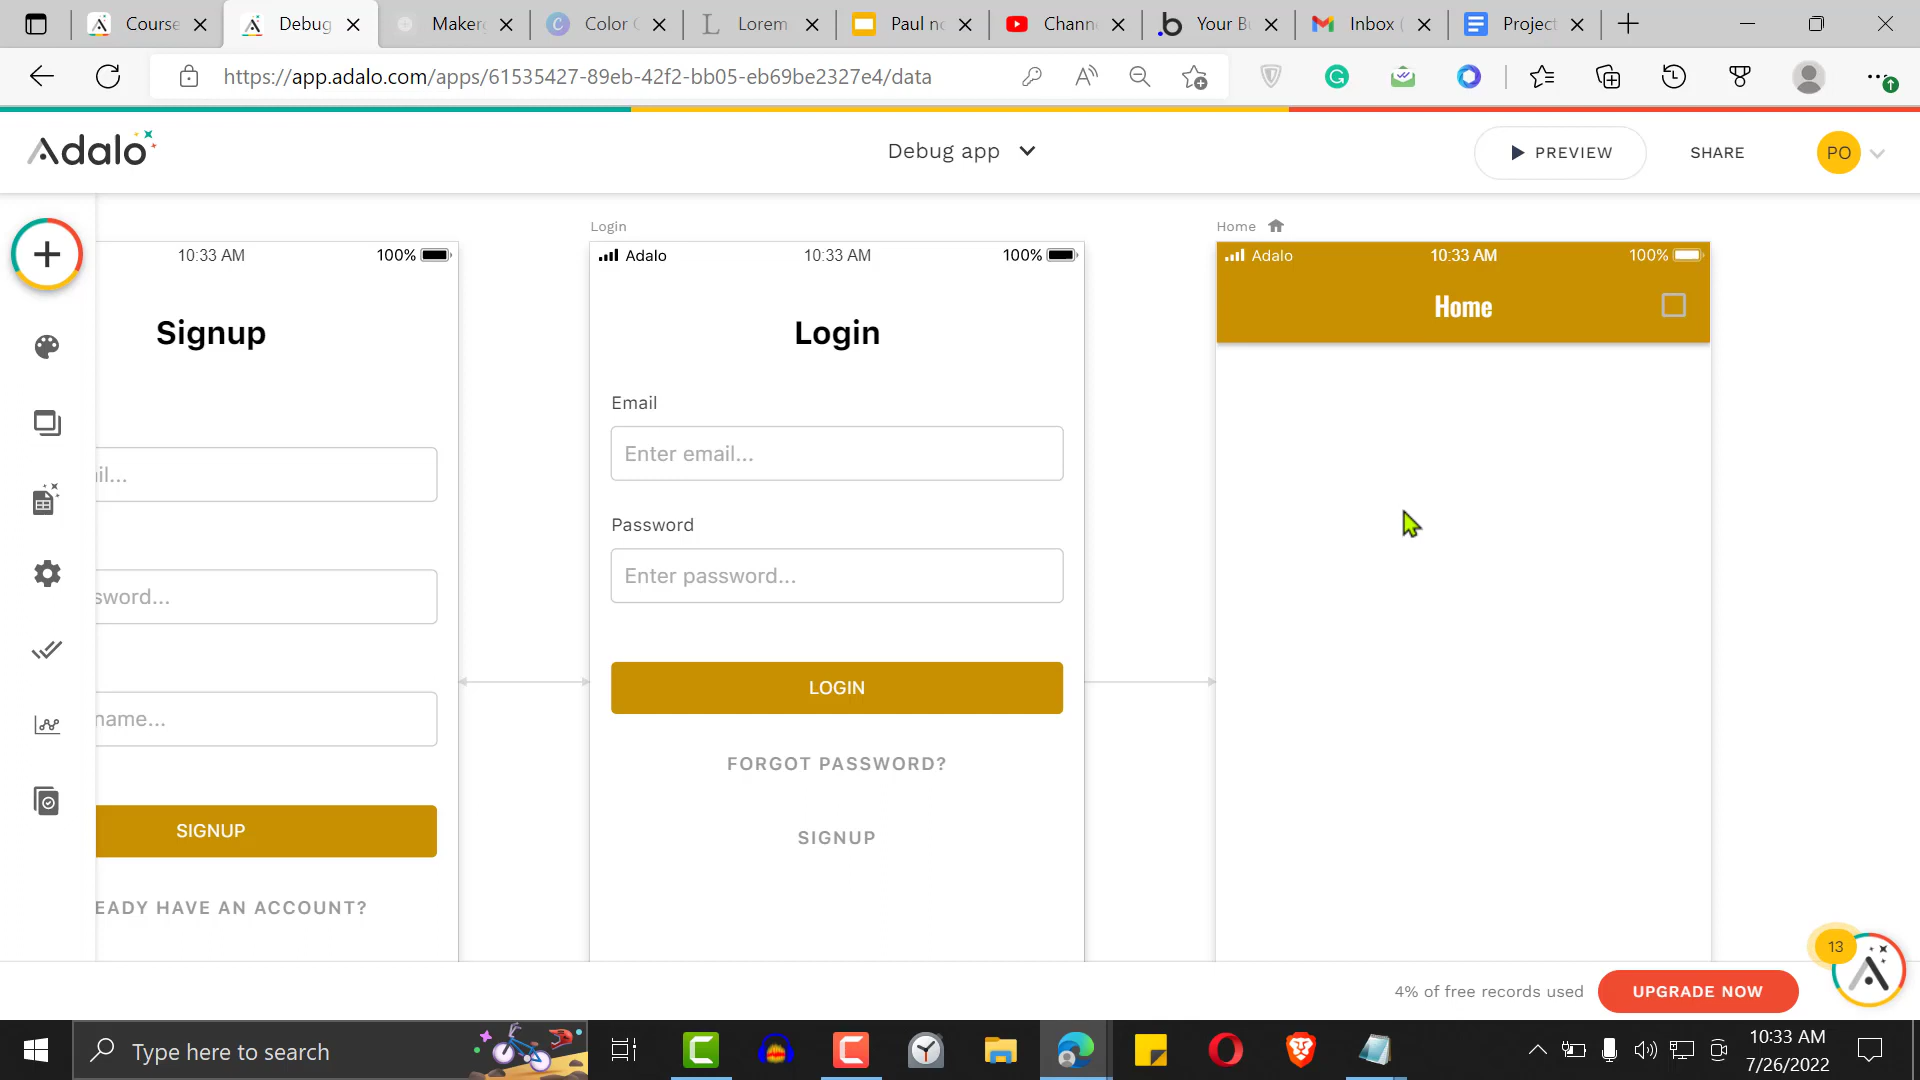 Course
Debug
Maker
Color
Lorem
Paul no
Chann
Your B
Inbox
Project
https://app.adalo.com/apps/61535427-89eb-42f2-bb05-eb69be2327e4/data
Adalo
Debug app
PREVIEW
SHARE
PO
Login
Home
10:33 AM
100%
Adalo
10:33 AM
100%
Adalo
10:33 AM
100%
Signup
Login
Home
Email
il...
Enter email...
Password
sword...
Enter password...
name...
LOGIN
FORGOT PASSWORD?
SIGNUP
SIGNUP
EADY HAVE AN ACCOUNT?
13
4% of free records used
UPGRADE NOW
Type here to search
10:33 AM
7/26/2022